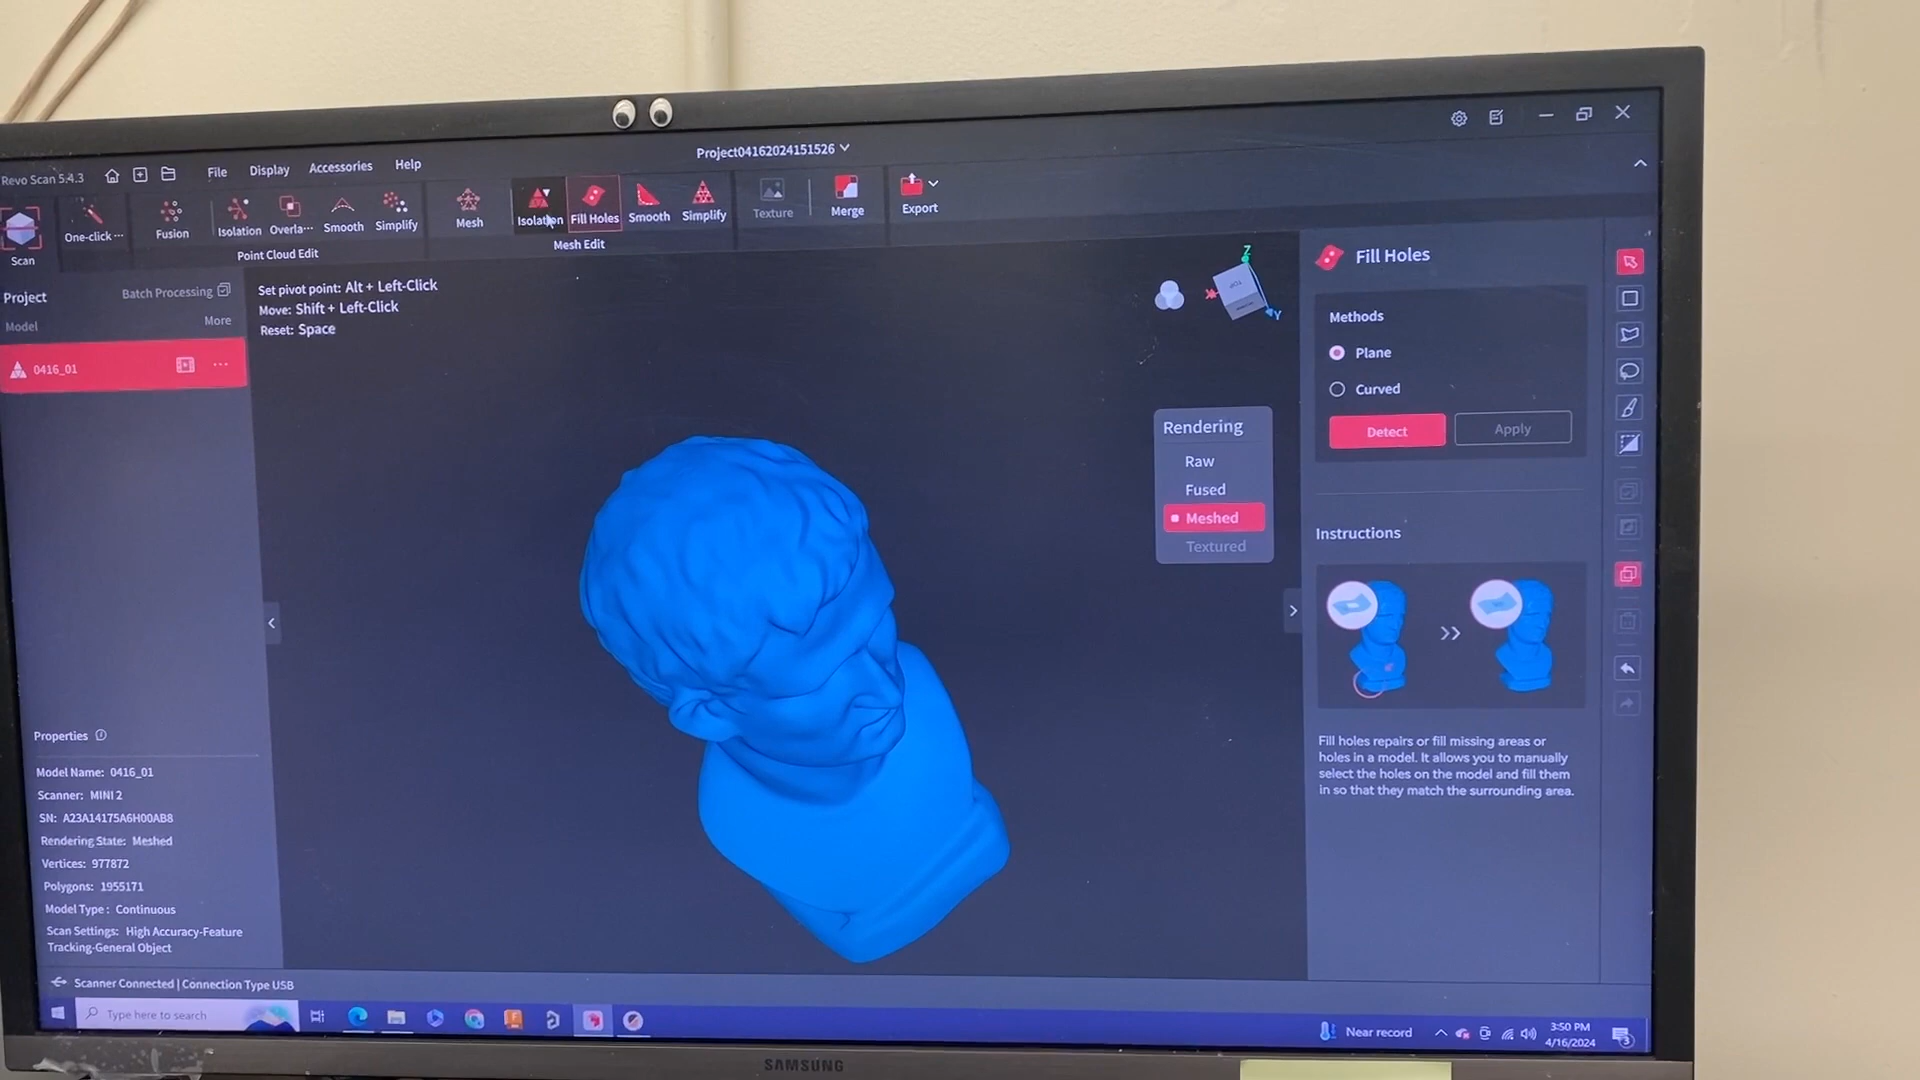 Project04162024151526
Revo Scan 5.4.3
File
Display
Accessories
Help
Scan
One-click ···
Fusion
Isolation
Overla···
Smooth
Simplify
Point Cloud Edit
Mesh
Isolation
Fill Holes
Smooth
Simplify
Mesh Edit
Texture
Merge
Export
Project
Batch Processing
Model
More
0416_01
Set pivot point: Alt + Left-Click
Move: Shift + Left-Click
Reset: Space
Z
X
Y
TOP
Rendering
Raw
Fused
Meshed
Textured
Fill Holes
Methods
Plane
Curved
Detect
Apply
Instructions
Fill holes repairs or fill missing areas or
holes in a model. It allows you to manually
select the holes on the model and fill them
in so that they match the surrounding area.
Properties
Model Name: 0416_01
Scanner: MINI 2
SN: A23A14175A6H00AB8
Rendering State: Meshed
Vertices: 977872
Polygons: 1955171
Model Type : Continuous
Scan Settings: High Accuracy-Feature
Tracking-General Object
Scanner Connected | Connection Type USB
Type here to search
Near record
3:50 PM
4/16/2024
3
SAMSUNG